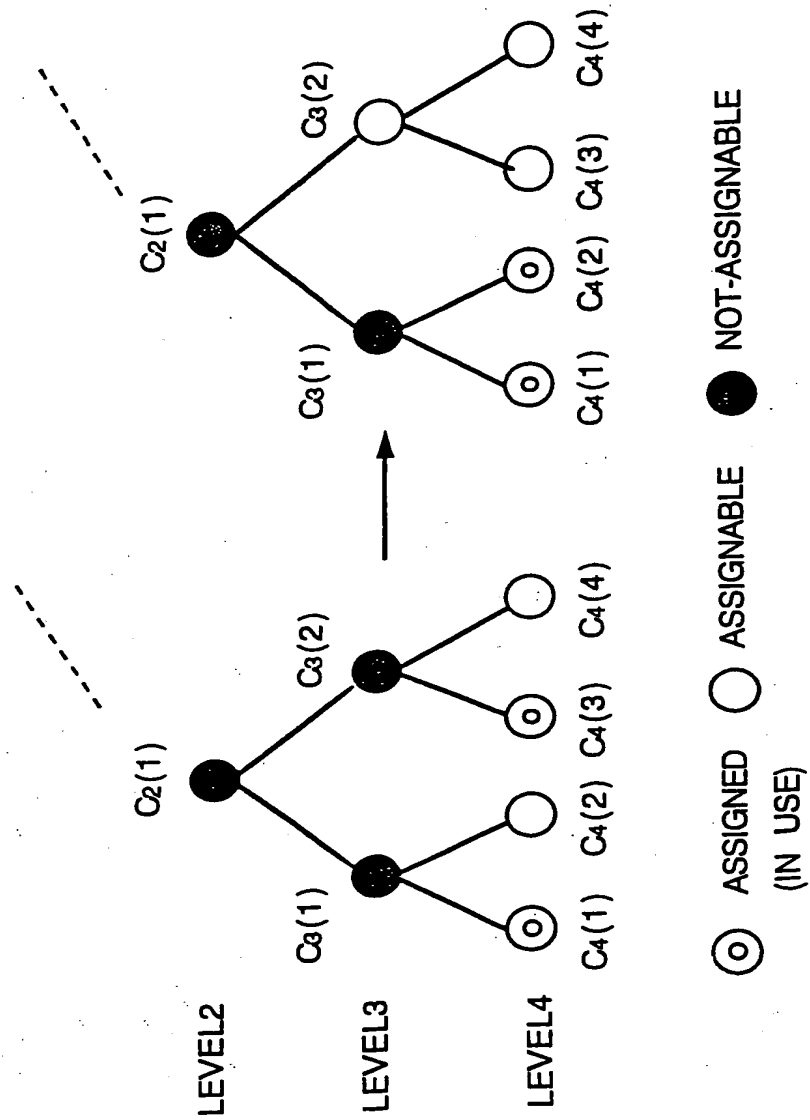 LEVEL2
C2(1)
C2(1)
LEVEL3
C3(1)
C3(2)
C3(1)
C3(2)
LEVEL4
C4(1)
C4(2)
C4(3)
C4(4)
C4(1)
C4(2)
C4(3)
C4(4)
ASSIGNED
(IN USE)
ASSIGNABLE
NOT-ASSIGNABLE